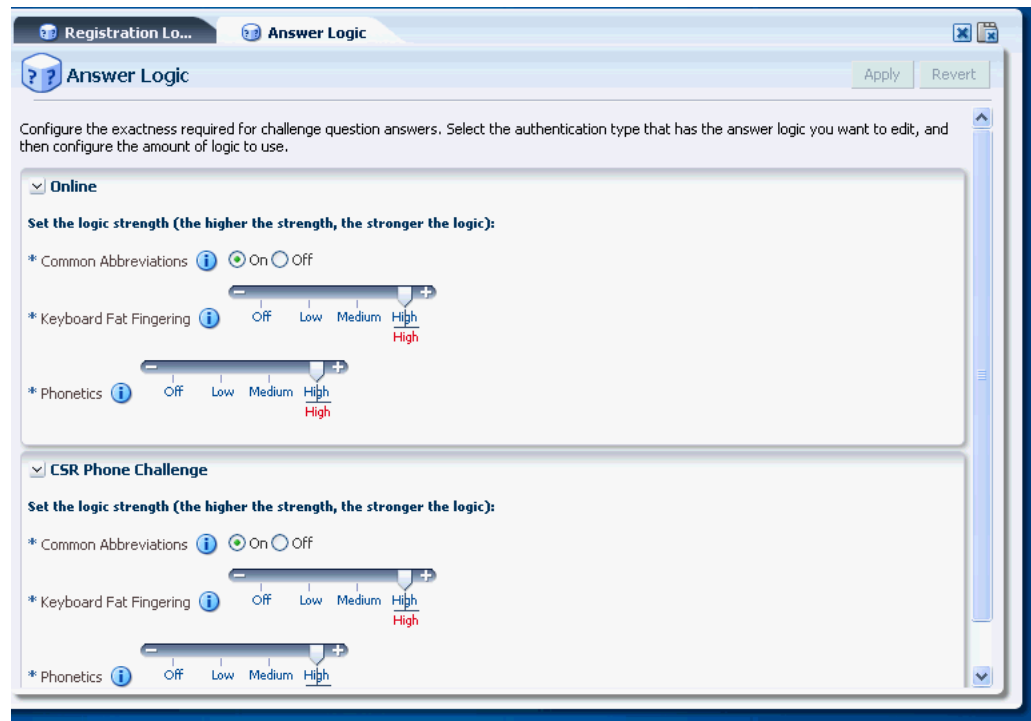 Registration Lo... Answer Logic
Answer Logic Apply Revert
Configure the exactness required for challenge question answers. Select the authentication type that has the answer logic you want to edit, and
then configure the amount of logic to use.
Online
Set the logic strength (the higher the strength, the stronger the logic):
* Common Abbreviations On Off
* Keyboard Fat Fingering Off Low Medium High
High
* Phonetics Off Low Medium High
High
CSR Phone Challenge
Set the logic strength (the higher the strength, the stronger the logic):
* Common Abbreviations On Off
* Keyboard Fat Fingering Off Low Medium High
High
* Phonetics Off Low Medium High